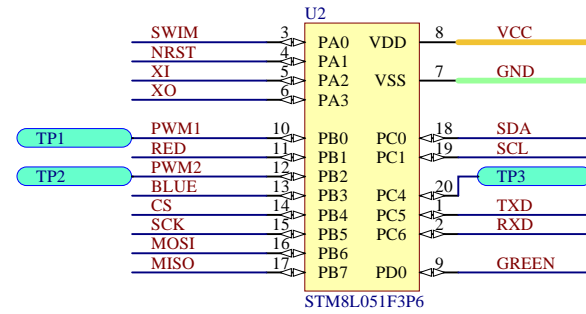 U2
SWIM 3 PA0 VDD 8 VCC
NRST 4 PA1
XI 5 PA2 VSS 7 GND
XO 6 PA3
TP1 PWM1 10 PB0 PC0 18 SDA
RED 11 PB1 PC1 19 SCL
TP2 PWM2 12 PB2
BLUE 13 PB3 PC4 20 TP3
CS 14 PB4 PC5 1 TXD
SCK 15 PB5 PC6 2 RXD
MOSI 16 PB6
MISO 17 PB7 PD0 9 GREEN
STM8L051F3P6